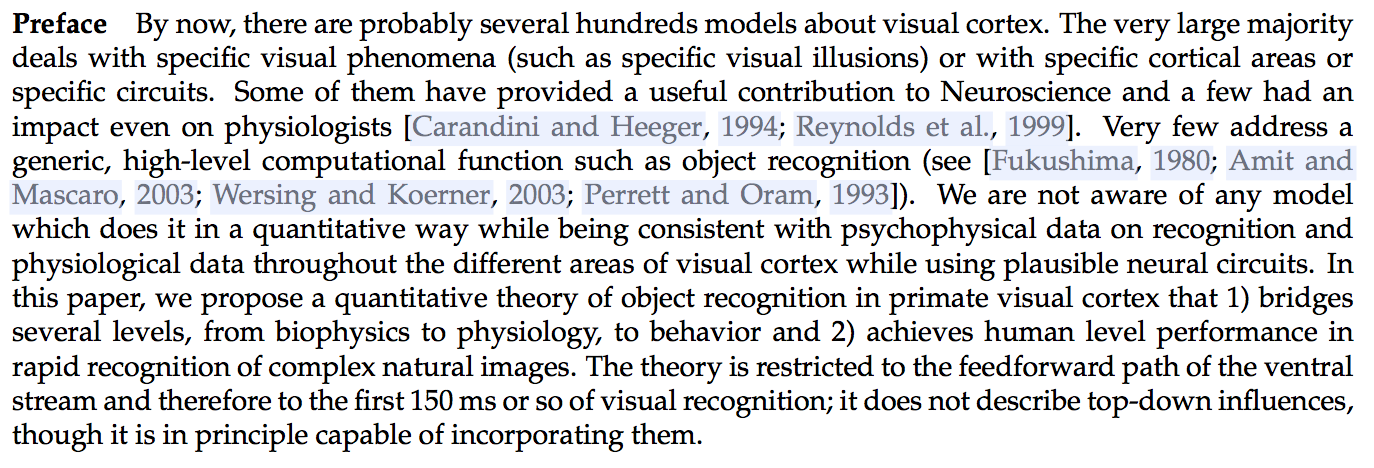 Preface By now, there are probably several hundreds models about visual cortex. The very large majority
deals with specific visual phenomena (such as specific visual illusions) or with specific cortical areas or
specific circuits. Some of them have provided a useful contribution to Neuroscience and a few had an
impact even on physiologists [Carandini and Heeger, 1994; Reynolds et al., 1999]. Very few address a
generic, high-level computational function such as object recognition (see [Fukushima, 1980; Amit and
Mascaro, 2003; Wersing and Koerner, 2003; Perrett and Oram, 1993]). We are not aware of any model
which does it in a quantitative way while being consistent with psychophysical data on recognition and
physiological data throughout the different areas of visual cortex while using plausible neural circuits. In
this paper, we propose a quantitative theory of object recognition in primate visual cortex that 1) bridges
several levels, from biophysics to physiology, to behavior and 2) achieves human level performance in
rapid recognition of complex natural images. The theory is restricted to the feedforward path of the ventral
stream and therefore to the first 150 ms or so of visual recognition; it does not describe top-down influences,
though it is in principle capable of incorporating them.